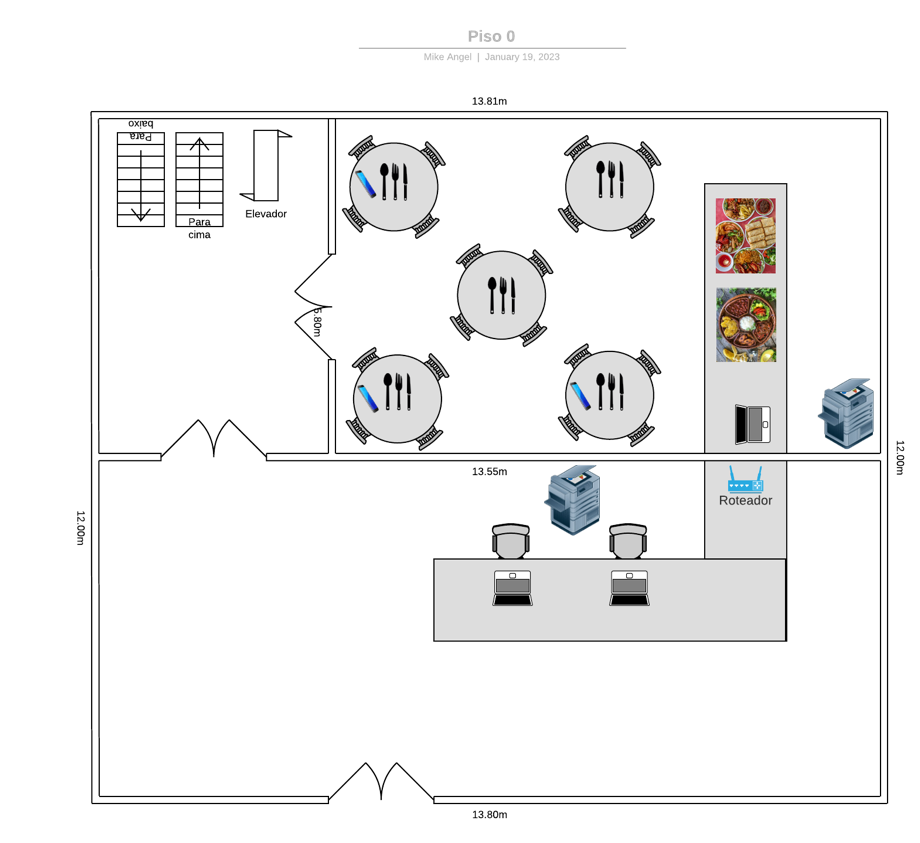 Piso 0
Mike Angel | January 19, 2023
13.81m
Para
baixo
Para
cima
Elevador
5.80m
13.55m
12.00m
Roteador
12.00m
13.80m